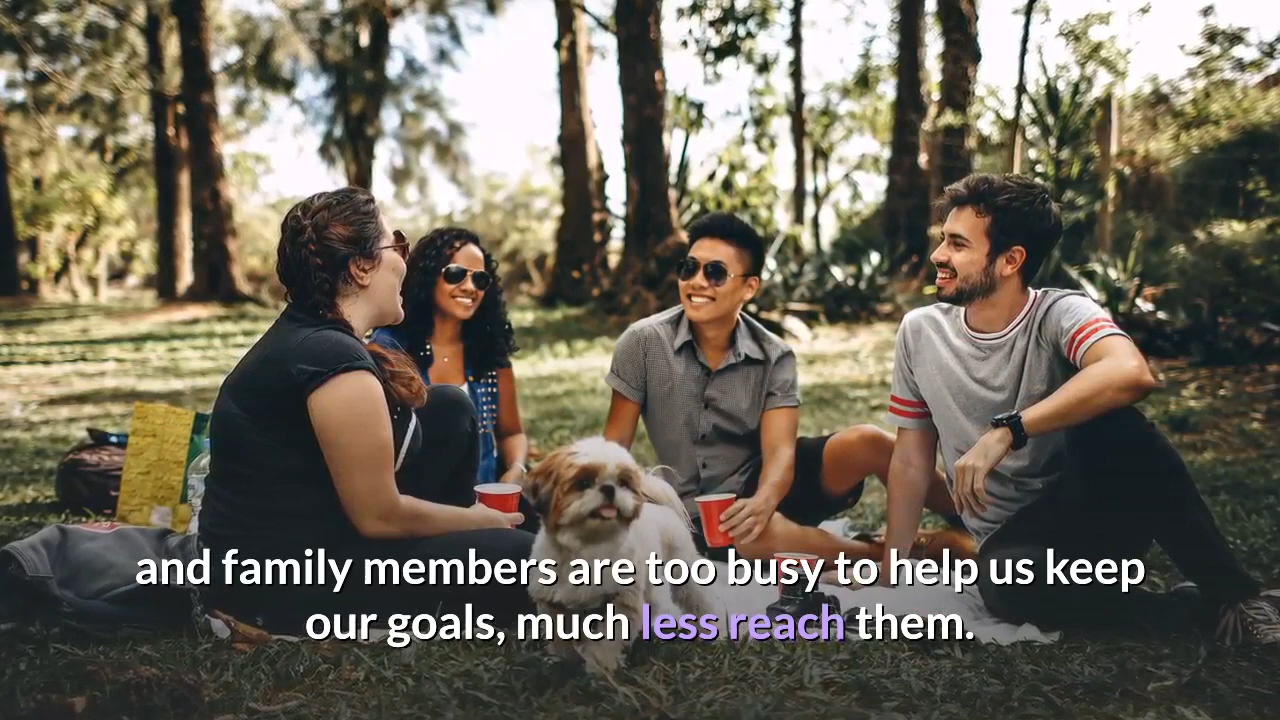 and family members are too busy to help us keep
our goals, much less reach them.